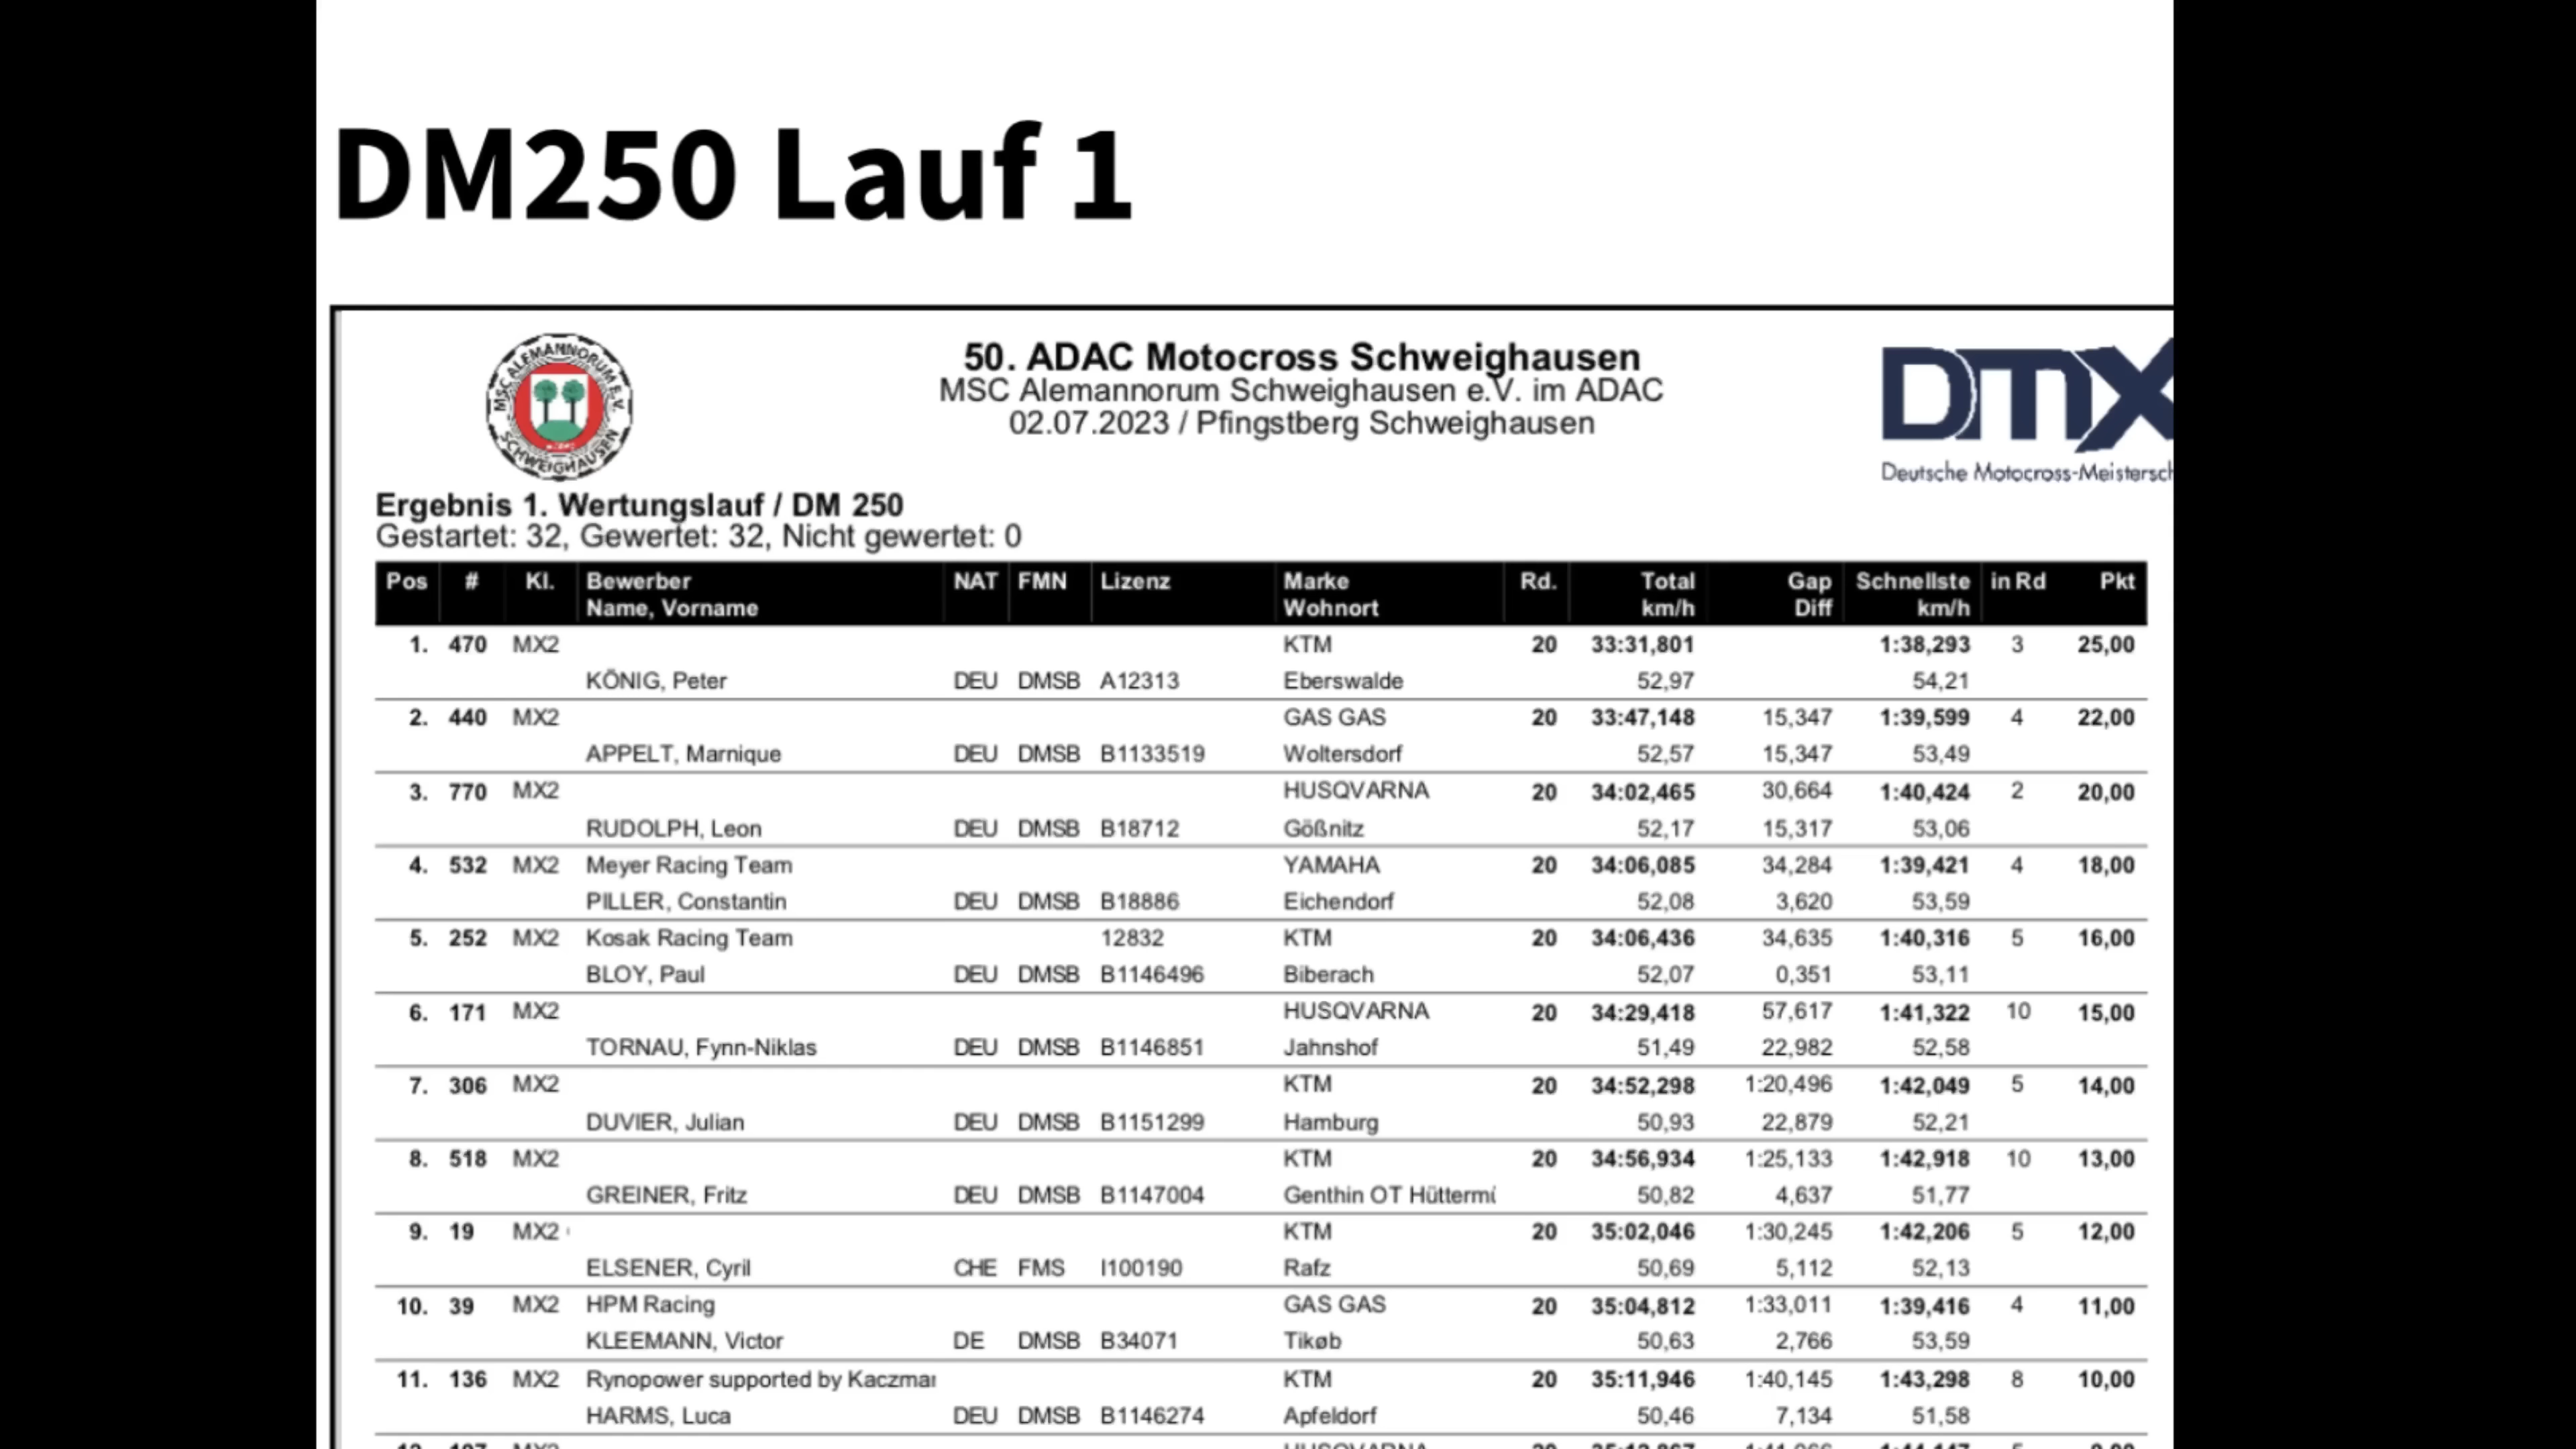 DM250 Lauf 1
MSC ALEMANNORUM E.V.
SCHWEIGHAUSEN
50. ADAC Motocross Schweighausen
MSC Alemannorum Schweighausen e.V. im ADAC
02.07.2023 / Pfingstberg Schweighausen
DMX
Deutsche Motocross-Meistersch
Ergebnis 1. Wertungslauf / DM 250
Gestartet: 32, Gewertet: 32, Nicht gewertet: 0
Pos # Kl. Bewerber NAT FMN Lizenz Marke Rd. Total Gap Schnellste in Rd Pkt
Name, Vorname Wohnort km/h Diff km/h
1. 470 MX2 KTM 20 33:31,801 1:38,293 3 25,00
KÖNIG, Peter DEU DMSB A12313 Eberswalde 52,97 54,21
2. 440 MX2 GAS GAS 20 33:47,148 15,347 1:39,599 4 22,00
APPELT, Marnique DEU DMSB B1133519 Woltersdorf 52,57 15,347 53,49
3. 770 MX2 HUSQVARNA 20 34:02,465 30,664 1:40,424 2 20,00
RUDOLPH, Leon DEU DMSB B18712 Gößnitz 52,17 15,317 53,06
4. 532 MX2 Meyer Racing Team YAMAHA 20 34:06,085 34,284 1:39,421 4 18,00
PILLER, Constantin DEU DMSB B18886 Eichendorf 52,08 3,620 53,59
5. 252 MX2 Kosak Racing Team 12832 KTM 20 34:06,436 34,635 1:40,316 5 16,00
BLOY, Paul DEU DMSB B1146496 Biberach 52,07 0,351 53,11
6. 171 MX2 HUSQVARNA 20 34:29,418 57,617 1:41,322 10 15,00
TORNAU, Fynn-Niklas DEU DMSB B1146851 Jahnshof 51,49 22,982 52,58
7. 306 MX2 KTM 20 34:52,298 1:20,496 1:42,049 5 14,00
DUVIER, Julian DEU DMSB B1151299 Hamburg 50,93 22,879 52,21
8. 518 MX2 KTM 20 34:56,934 1:25,133 1:42,918 10 13,00
GREINER, Fritz DEU DMSB B1147004 Genthin OT Hütterm 50,82 4,637 51,77
9. 19 MX2 KTM 20 35:02,046 1:30,245 1:42,206 5 12,00
ELSENER, Cyril CHE FMS I100190 Rafz 50,69 5,112 52,13
10. 39 MX2 HPM Racing GAS GAS 20 35:04,812 1:33,011 1:39,416 4 11,00
KLEEMANN, Victor DE DMSB B34071 Tikøb 50,63 2,766 53,59
11. 136 MX2 Rynopower supported by Kaczmar KTM 20 35:11,946 1:40,145 1:43,298 8 10,00
HARMS, Luca DEU DMSB B1146274 Apfeldorf 50,46 7,134 51,58